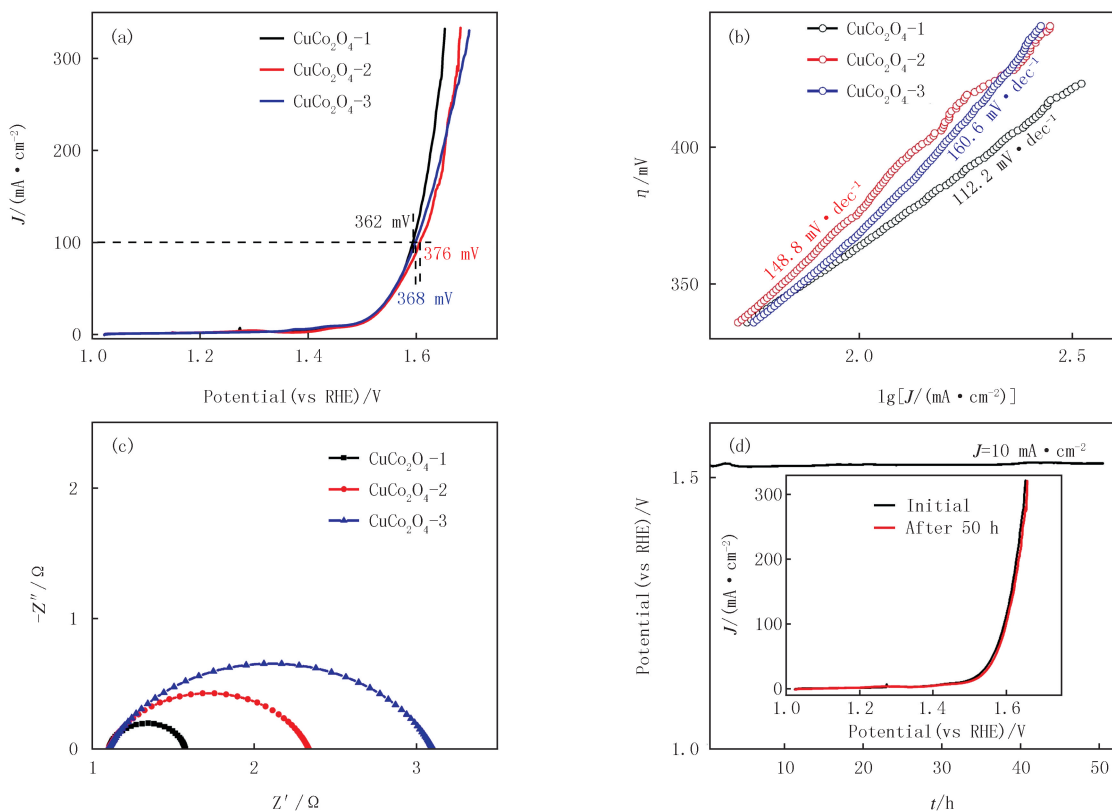 (a)
CuCo₂O₄-1
CuCo₂O₄-2
CuCo₂O₄-3
300
200
100
0
J/(mA·cm⁻²)
362 mV
376 mV
368 mV
1.0
1.2
1.4
1.6
Potential(vs RHE)/V
(b)
CuCo₂O₄-1
CuCo₂O₄-2
CuCo₂O₄-3
400
350
η/mV
148.8 mV·dec⁻¹
160.6 mV·dec⁻¹
112.2 mV·dec⁻¹
2.0
2.5
lg[J/(mA·cm⁻²)]
(c)
CuCo₂O₄-1
CuCo₂O₄-2
CuCo₂O₄-3
2
1
0
-Z″/Ω
1
2
3
Z′/Ω
(d)
J=10 mA·cm⁻²
1.5
1.0
Potential(vs RHE)/V
Initial
After 50 h
300
200
100
0
J/(mA·cm⁻²)
1.0
1.2
1.4
1.6
Potential(vs RHE)/V
10
20
30
40
50
t/h